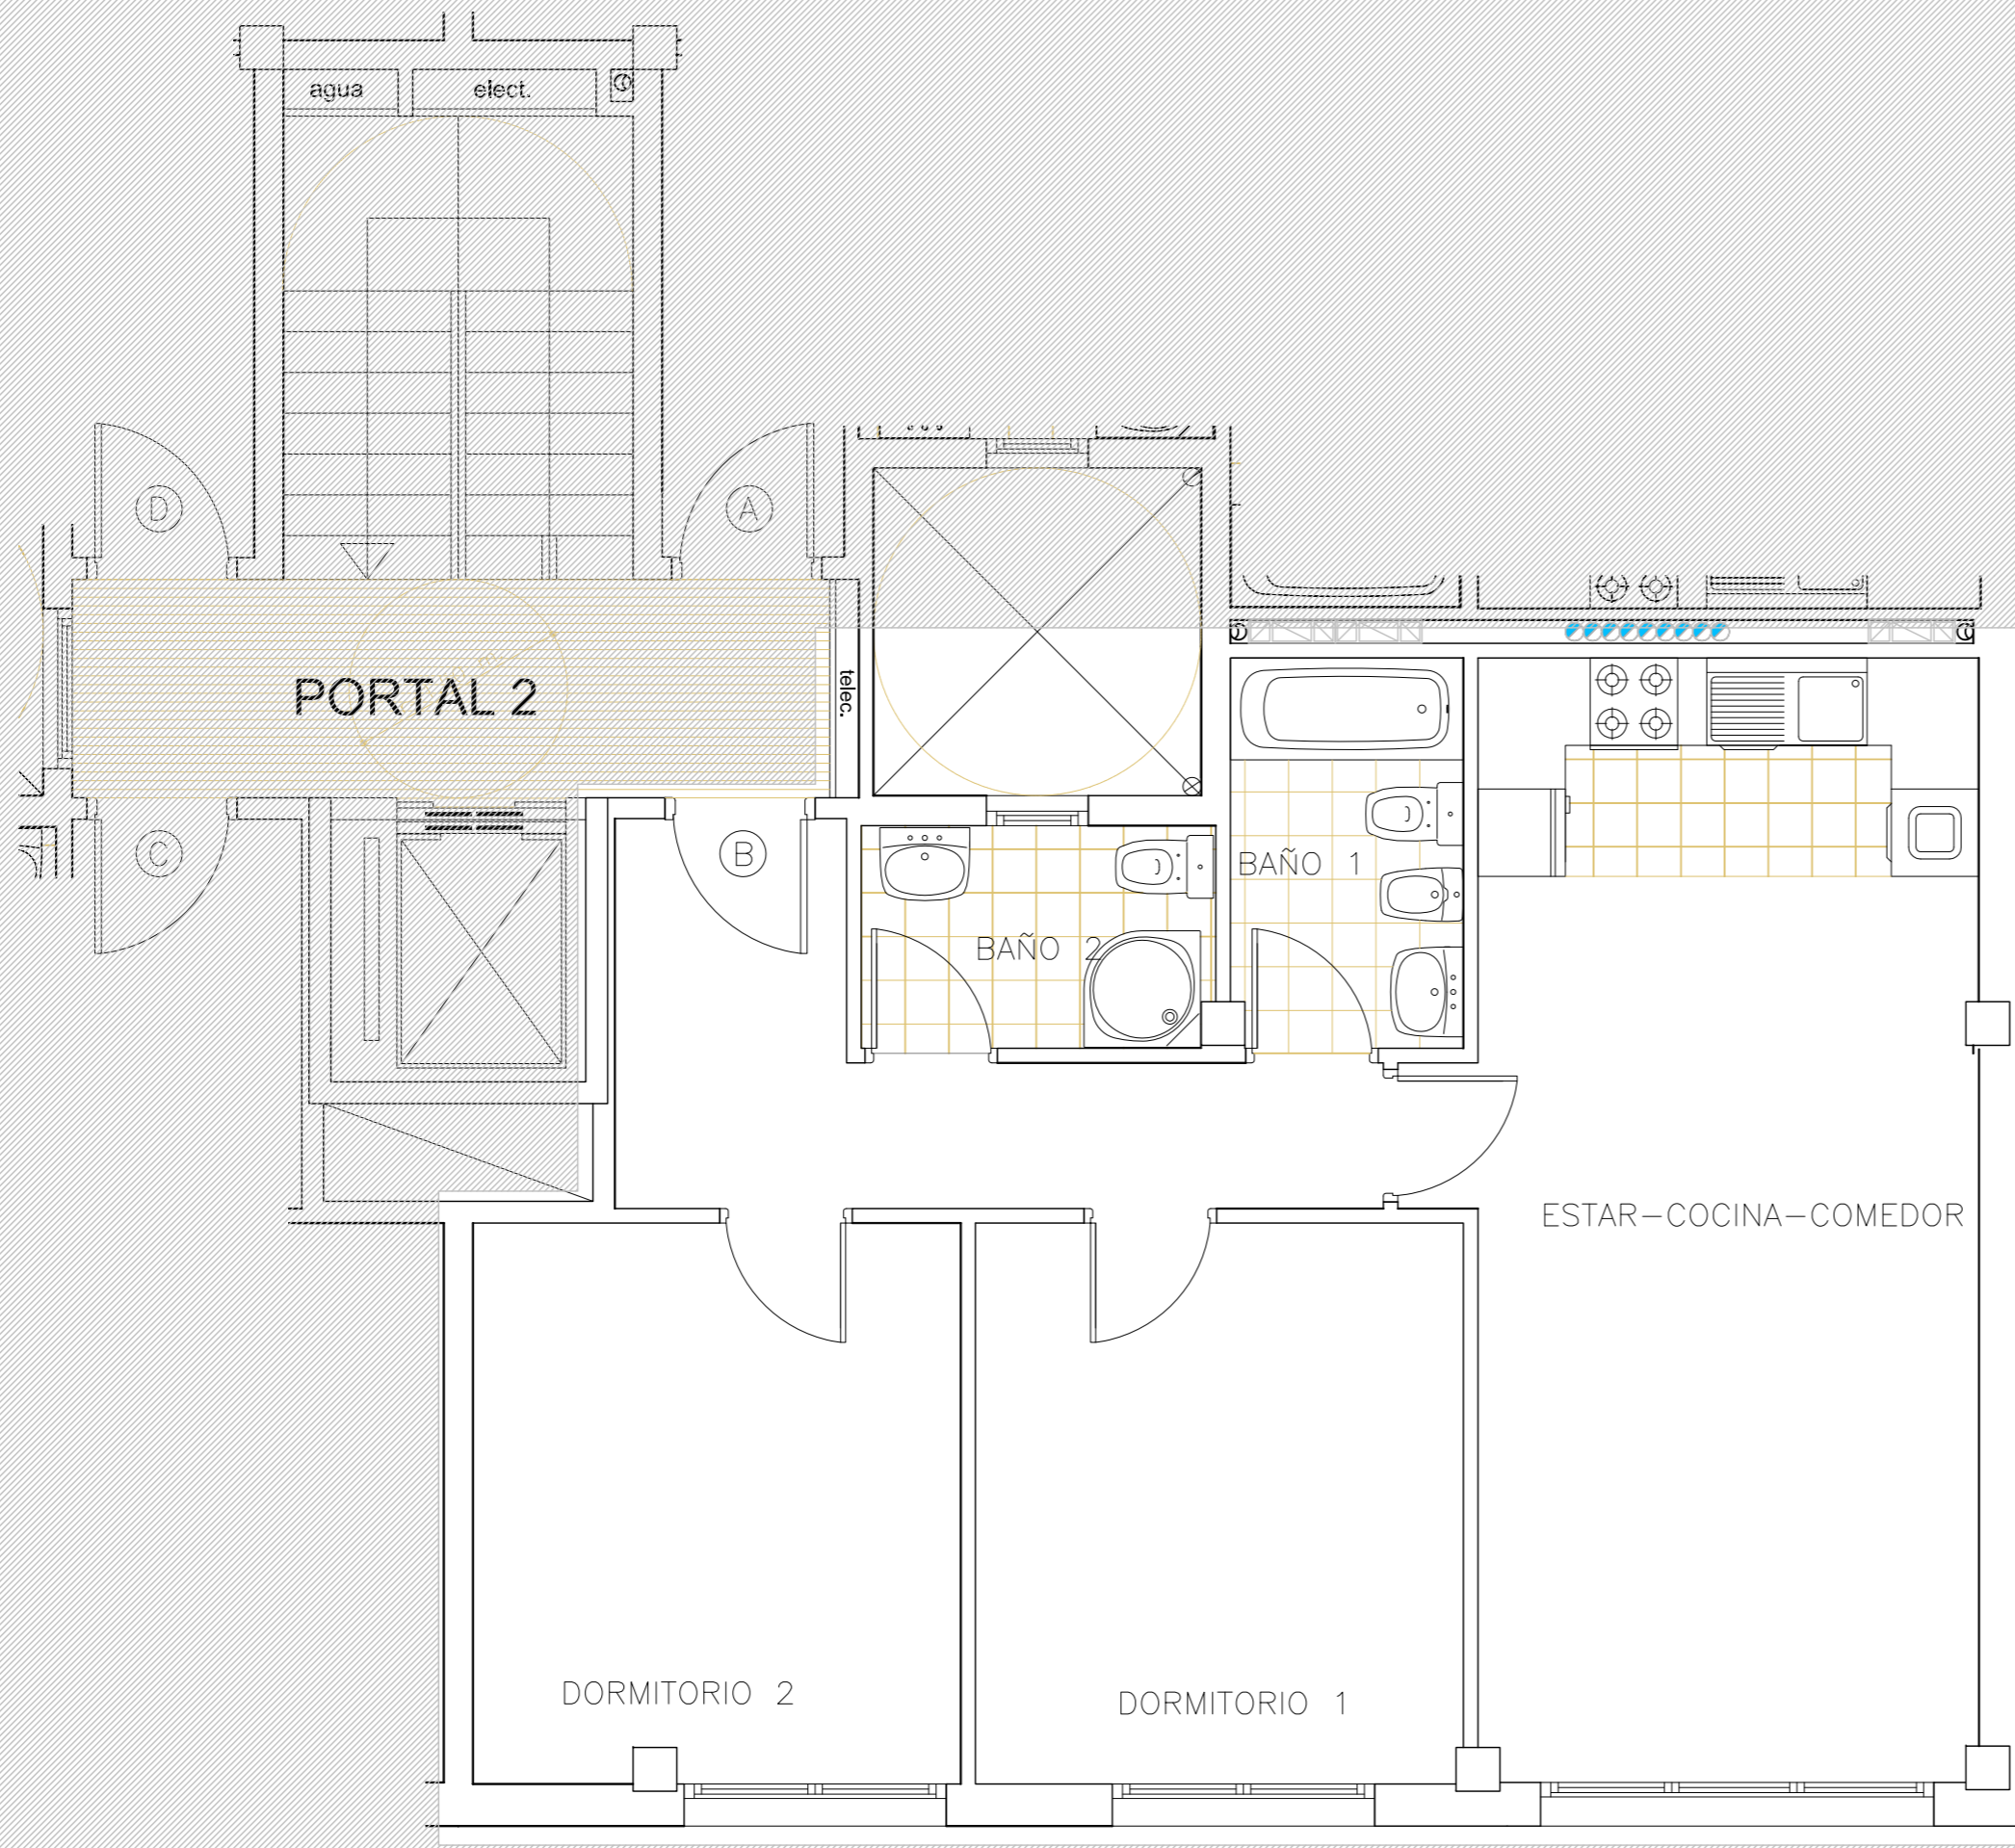 agua elect.
D A
PORTAL 2
telec.
C B
BAÑO 1
BAÑO 2
ESTAR-COCINA-COMEDOR
DORMITORIO 2
DORMITORIO 1